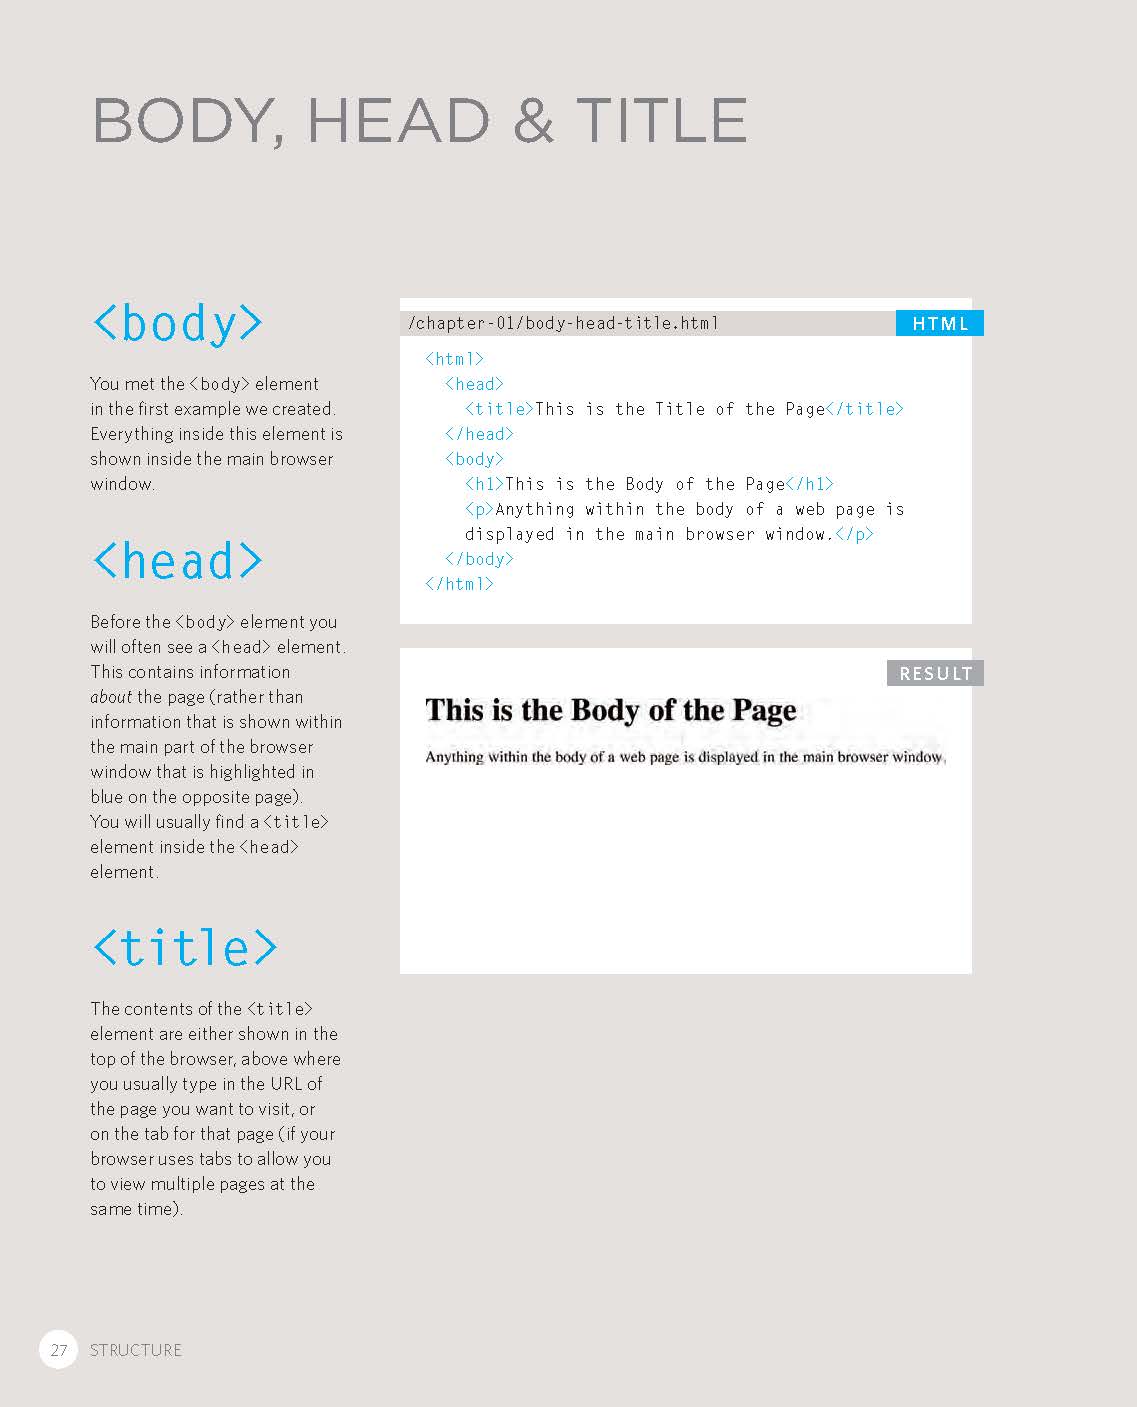 BODY, HEAD & TITLE
<body>
You met the <body> element
in the first example we created.
Everything inside this element is
shown inside the main browser
window.
<head>
Before the <body> element you
will often see a <head> element.
This contains information
about the page (rather than
information that is shown within
the main part of the browser
window that is highlighted in
blue on the opposite page).
You will usually find a <title>
element inside the <head>
element.
<title>
The contents of the <title>
element are either shown in the
top of the browser, above where
you usually type in the URL of
the page you want to visit, or
on the tab for that page (if your
browser uses tabs to allow you
to view multiple pages at the
same time).
/chapter-01/body-head-title.html HTML
<html>
<head>
<title>This is the Title of the Page</title>
</head>
<body>
<h1>This is the Body of the Page</h1>
<p>Anything within the body of a web page is
displayed in the main browser window.</p>
</body>
</html>
RESULT
This is the Body of the Page
Anything within the body of a web page is displayed in the main browser window.
27 STRUCTURE